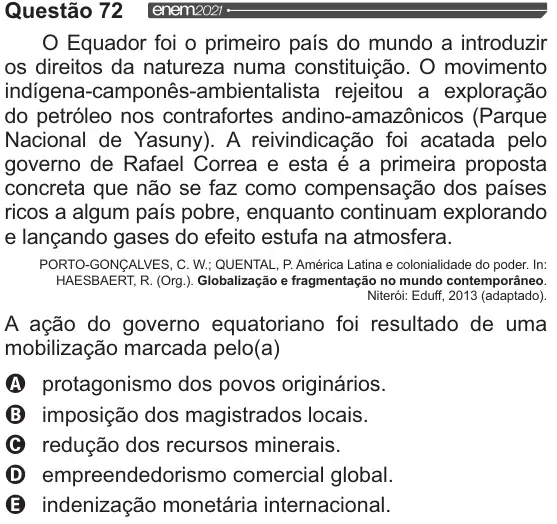 Questão 72 enem2021
O Equador foi o primeiro país do mundo a introduzir
os direitos da natureza numa constituição. O movimento
indígena-camponês-ambientalista rejeitou a exploração
do petróleo nos contrafortes andino-amazônicos (Parque
Nacional de Yasuny). A reivindicação foi acatada pelo
governo de Rafael Correa e esta é a primeira proposta
concreta que não se faz como compensação dos países
ricos a algum país pobre, enquanto continuam explorando
e lançando gases do efeito estufa na atmosfera.
PORTO-GONÇALVES, C. W.; QUENTAL, P. América Latina e colonialidade do poder. In:
HAESBAERT, R. (Org.). Globalização e fragmentação no mundo contemporâneo.
Niterói: Eduff, 2013 (adaptado).
A ação do governo equatoriano foi resultado de uma
mobilização marcada pelo(a)
A protagonismo dos povos originários.
B imposição dos magistrados locais.
C redução dos recursos minerais.
D empreendedorismo comercial global.
E indenização monetária internacional.